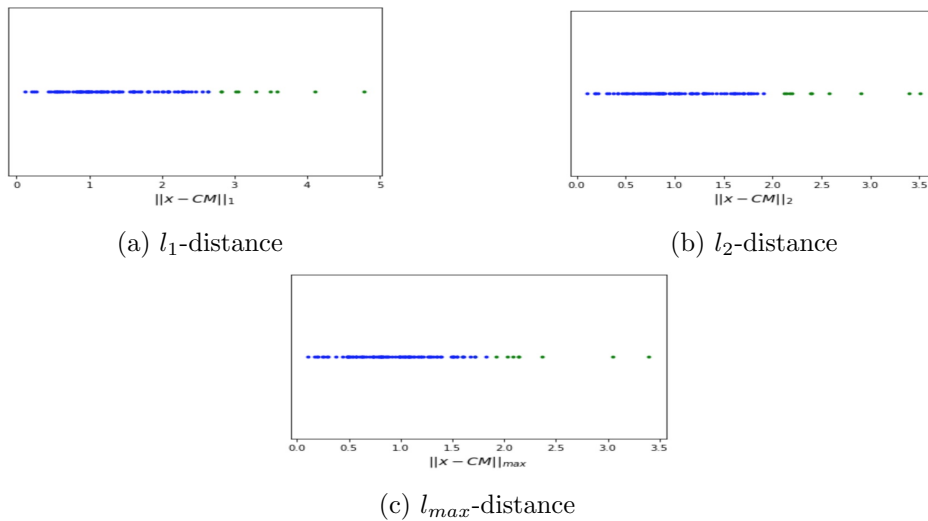 0 1 2 3 4 5
||x − CM||₁
(a) l₁-distance
0.0 0.5 1.0 1.5 2.0 2.5 3.0 3.5
||x − CM||₂
(b) l₂-distance
0.0 0.5 1.0 1.5 2.0 2.5 3.0 3.5
||x − CM||ₘₐₓ
(c) lₘₐₓ-distance